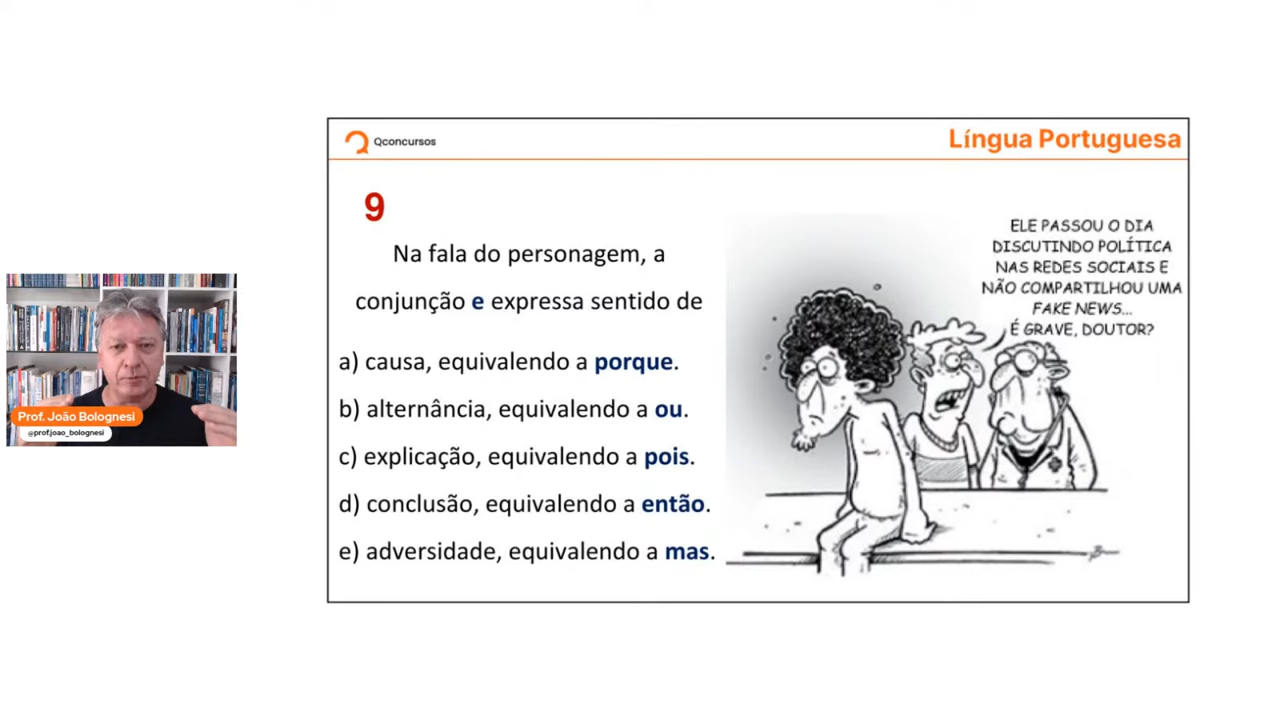 Qconcursos
Língua Portuguesa
9
Na fala do personagem, a
conjunção e expressa sentido de
a) causa, equivalendo a porque.
b) alternância, equivalendo a ou.
c) explicação, equivalendo a pois.
d) conclusão, equivalendo a então.
e) adversidade, equivalendo a mas.
ELE PASSOU O DIA
DISCUTINDO POLÍTICA
NAS REDES SOCIAIS E
NÃO COMPARTILHOU UMA
FAKE NEWS...
É GRAVE, DOUTOR?
Prof. João Bolognesi
@prof.joao_bolognesi